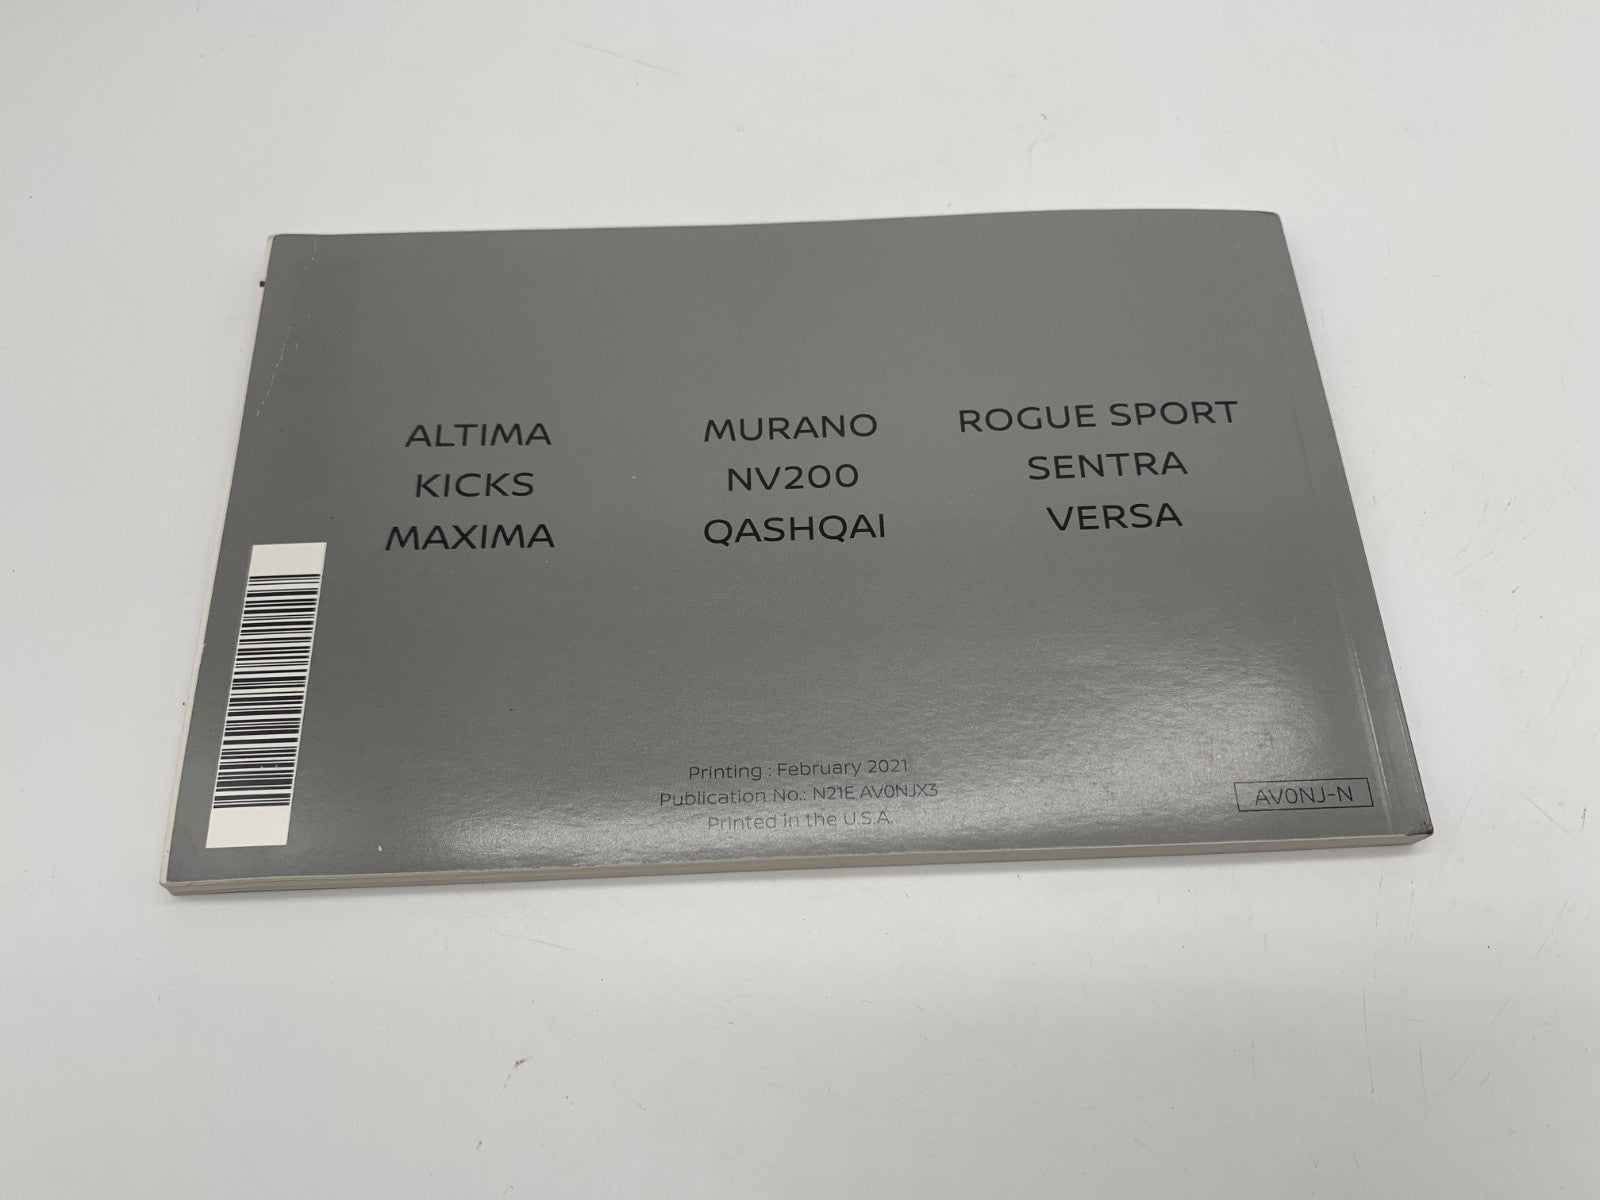 ALTIMA
KICKS
MAXIMA
MURANO
NV200
QASHQAI
ROGUE SPORT
SENTRA
VERSA
Printing : February 2021
Publication No.: N21E AV0NJX3
Printed in the U.S.A.
AV0NJ-N